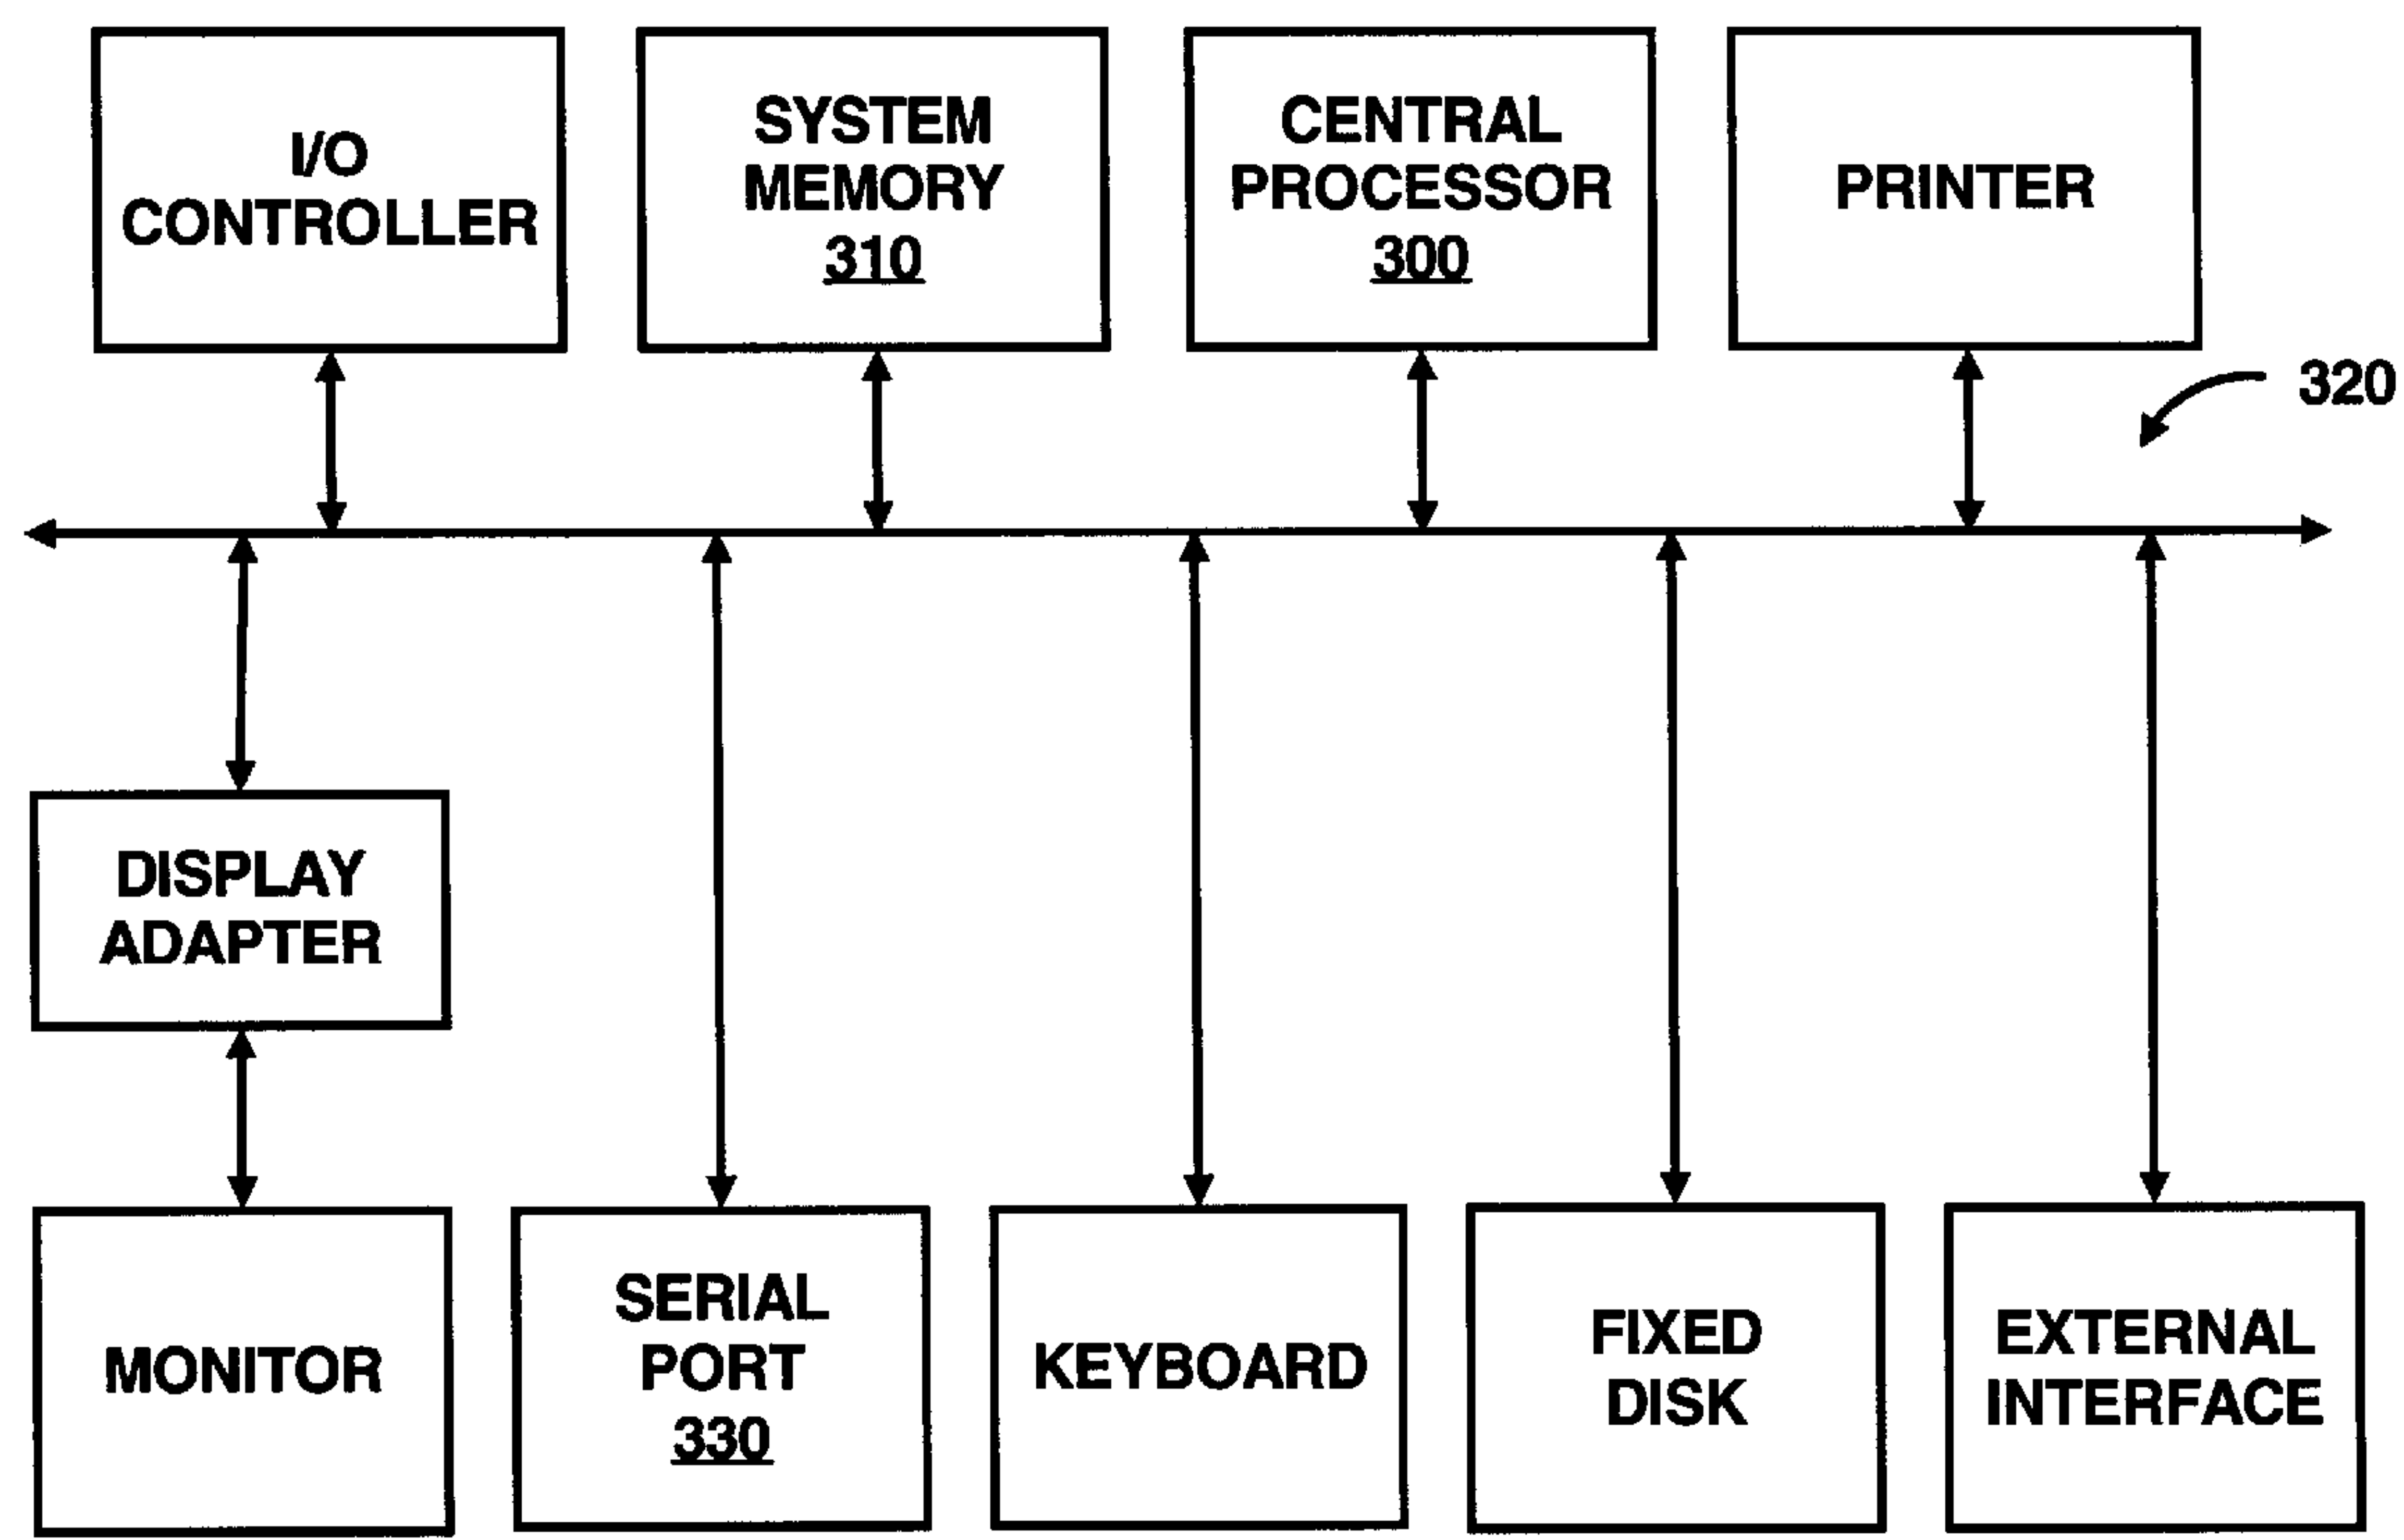 I/O
CONTROLLER
SYSTEM
MEMORY
310
CENTRAL
PROCESSOR
300
PRINTER
320
DISPLAY
ADAPTER
MONITOR
SERIAL
PORT
330
KEYBOARD
FIXED
DISK
EXTERNAL
INTERFACE